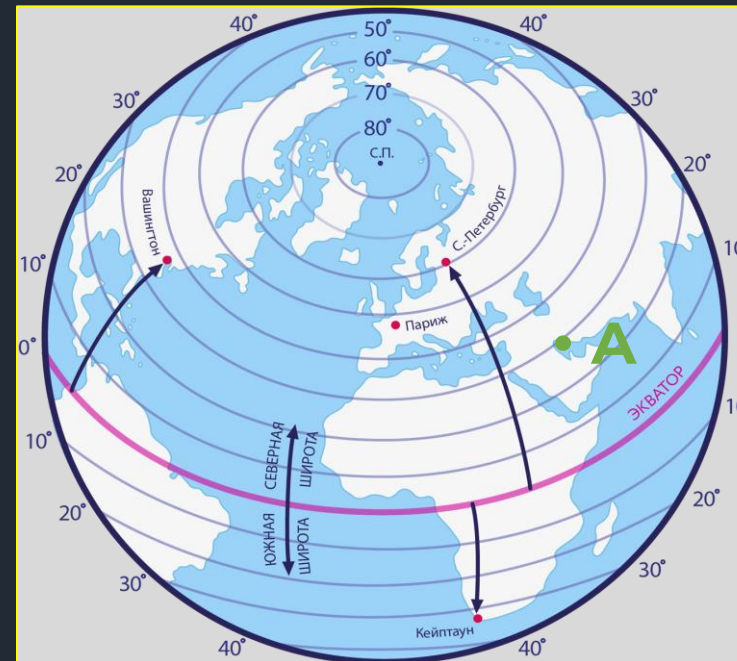 40°
50°
40°
60°
30°
70°
30°
80°
С.П.
20°
20°
Вашингтон
С.-Петербург
10°
Париж
А
0°
ЭКВАТОР
10°
СЕВЕРНАЯ
ШИРОТА
20°
20°
ЮЖНАЯ
ШИРОТА
30°
30°
Кейптаун
40°
40°